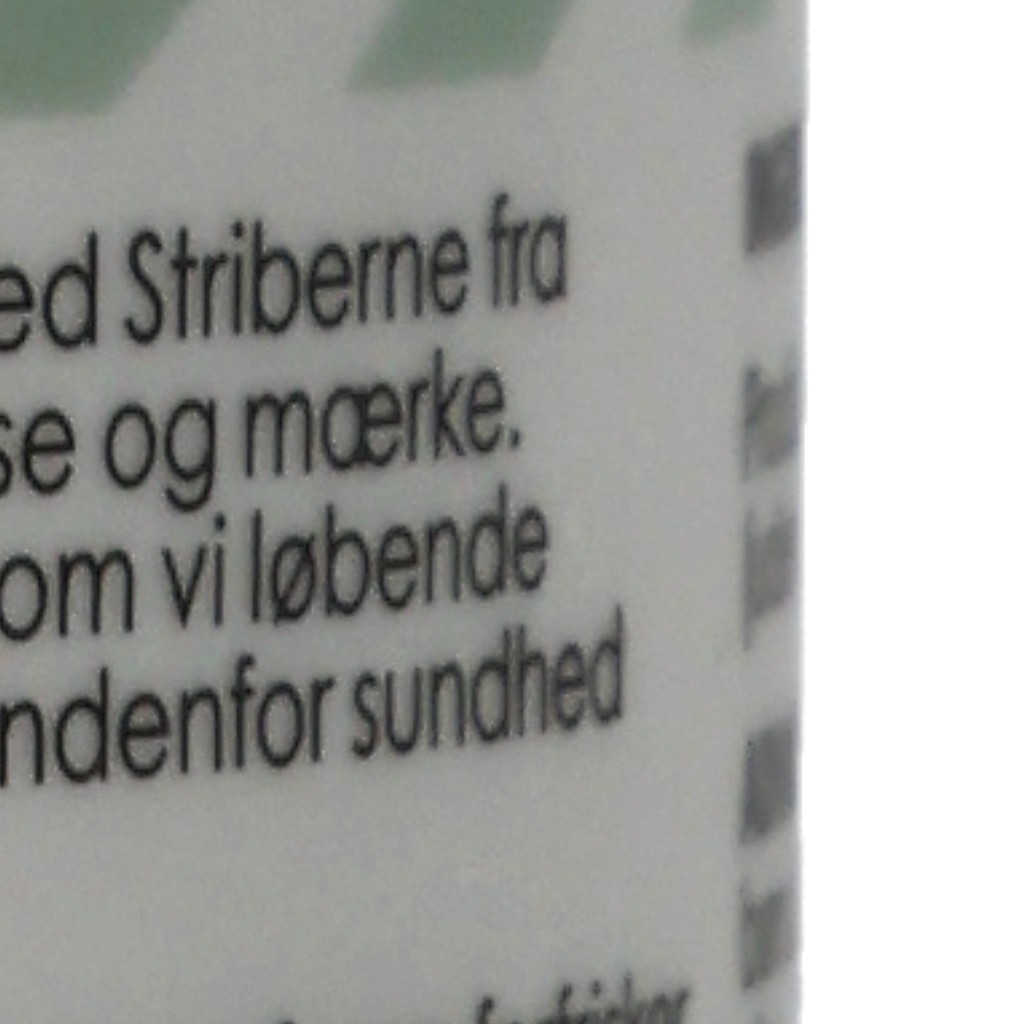 ed Striberne fra
se og mærke.
om vi løbende
ndenfor sundhed